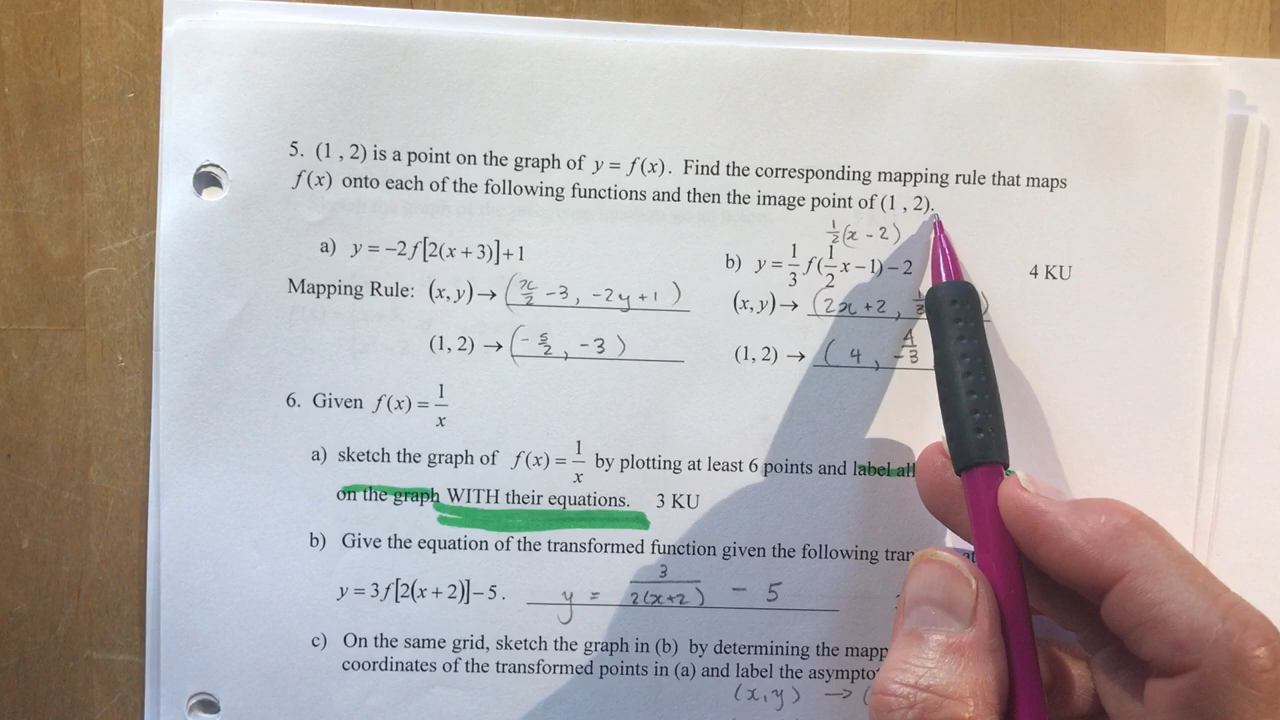 5. (1 , 2) is a point on the graph of y = f(x). Find the corresponding mapping rule that maps
f(x) onto each of the following functions and then the image point of (1 , 2).
½(x - 2)
a) y = −2f[2(x+3)]+1
b) y = 1/3 f(1/2 x−1)−2
4 KU
Mapping Rule: (x, y) → (x/2 -3, -2y+1)
(x, y) → (2x+2,
(1, 2) → (-5/2, -3)
(1, 2) → (4,
6. Given f(x) = 1/x
a) sketch the graph of f(x) = 1/x by plotting at least 6 points and label all
on the graph WITH their equations. 3 KU
b) Give the equation of the transformed function given the following
y = 3f[2(x+2)]−5. y = 3/2(x+2) - 5
c) On the same grid, sketch the graph in (b) by determining the
coordinates of the transformed points in (a) and label the
(x,y) → (